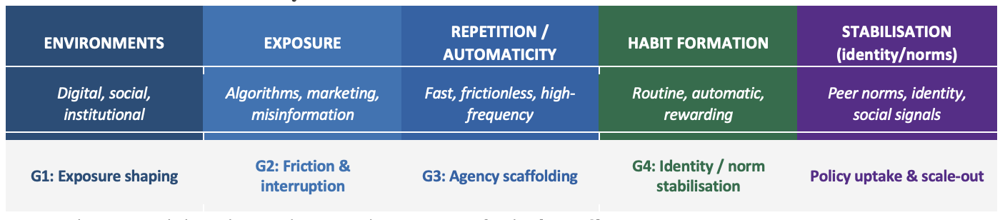 ENVIRONMENTS
EXPOSURE
REPETITION /
AUTOMATICITY
HABIT FORMATION
STABILISATION
(identity/norms)
Digital, social,
institutional
Algorithms, marketing,
misinformation
Fast, frictionless, high-
frequency
Routine, automatic,
rewarding
Peer norms, identity,
social signals
G1: Exposure shaping
G2: Friction &
interruption
G3: Agency scaffolding
G4: Identity / norm
stabilisation
Policy uptake & scale-out